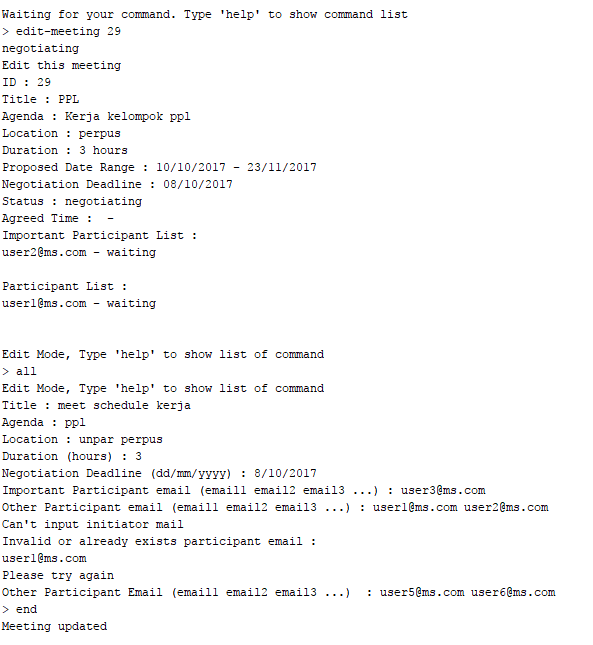 Waiting for your command. Type 'help' to show command list
> edit-meeting 29
negotiating
Edit this meeting
ID : 29
Title : PPL
Agenda : Kerja kelompok ppl
Location : perpus
Duration : 3 hours
Proposed Date Range : 10/10/2017 - 23/11/2017
Negotiation Deadline : 08/10/2017
Status : negotiating
Agreed Time :  -
Important Participant List :
user2@ms.com - waiting
Participant List :
user1@ms.com - waiting
Edit Mode, Type 'help' to show list of command
> all
Edit Mode, Type 'help' to show list of command
Title : meet schedule kerja
Agenda : ppl
Location : unpar perpus
Duration (hours) : 3
Negotiation Deadline (dd/mm/yyyy) : 8/10/2017
Important Participant email (email1 email2 email3 ...) : user3@ms.com
Other Participant email (email1 email2 email3 ...) : user1@ms.com user2@ms.com
Can't input initiator mail
Invalid or already exists participant email :
user1@ms.com
Please try again
Other Participant Email (email1 email2 email3 ...)  : user5@ms.com user6@ms.com
> end
Meeting updated